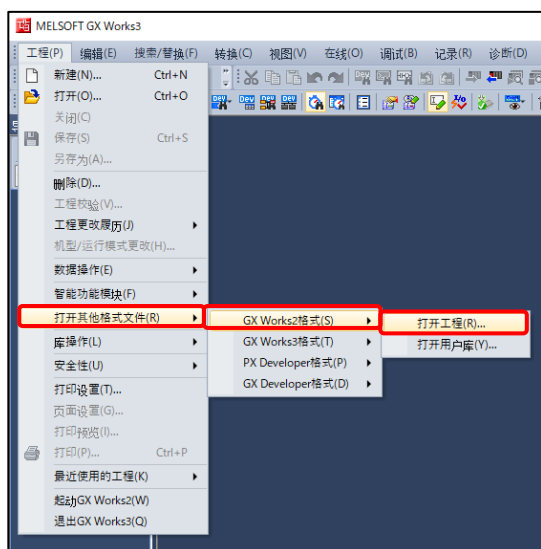 MELSOFT GX Works3
工程(P) 编辑(E) 搜索/替换(F) 转换(C) 视图(V) 在线(O) 调试(B) 记录(R) 诊断(D)
新建(N)... Ctrl+N
打开(O)... Ctrl+O
关闭(C)
保存(S) Ctrl+S
另存为(A)...
删除(D)...
工程校验(V)...
工程更改履历(J)
机型/运行模式更改(H)...
数据操作(E)
智能功能模块(F)
打开其他格式文件(R) GX Works2格式(S) 打开工程(R)...
库操作(L) GX Works3格式(T) 打开用户库(Y)...
安全性(U) PX Developer格式(P)
打印设置(T)... GX Developer格式(D)
页面设置(G)...
打印预览(I)...
打印(P)... Ctrl+P
最近使用的工程(K)
起动GX Works2(W)
退出GX Works3(Q)